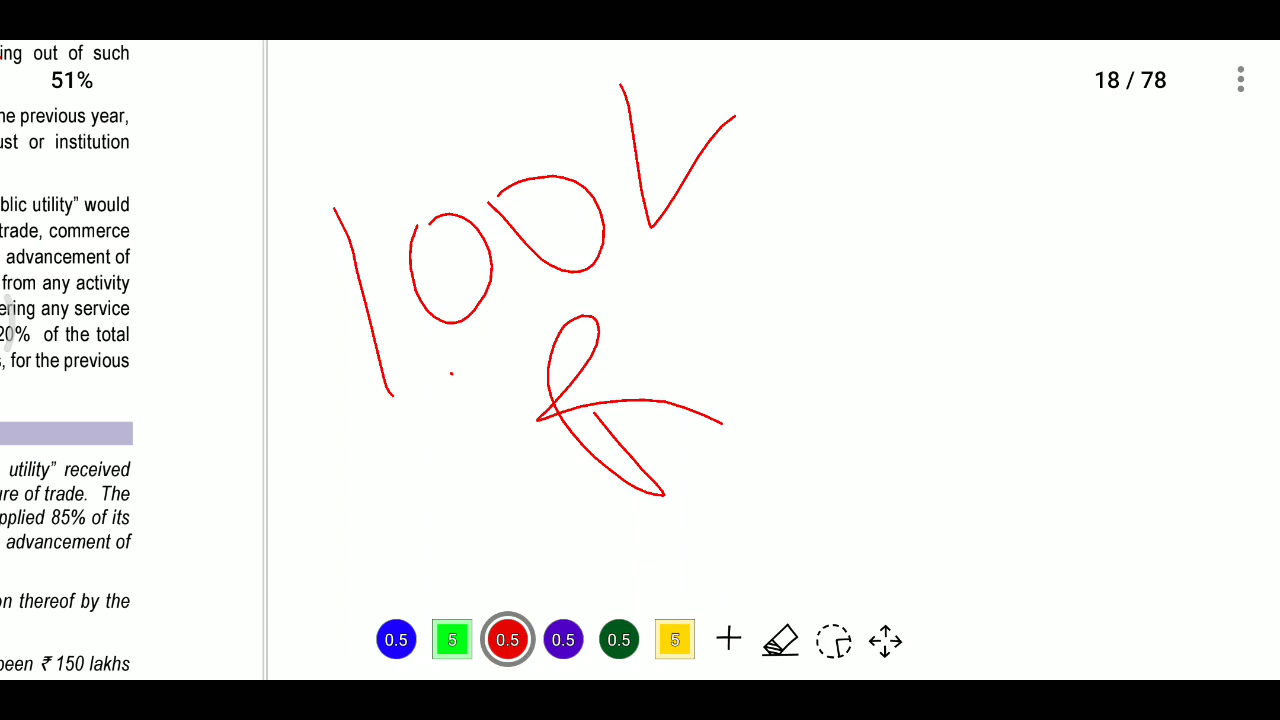 ing out of such
51%
18 / 78
he previous year,
ust or institution
blic utility" would
trade, commerce
advancement of
from any activity
ering any service
20% of the total
, for the previous
100
utility" received
ure of trade. The
pplied 85% of its
advancement of
on thereof by the
been ₹ 150 lakhs
0.5 5 0.5 0.5 0.5 5